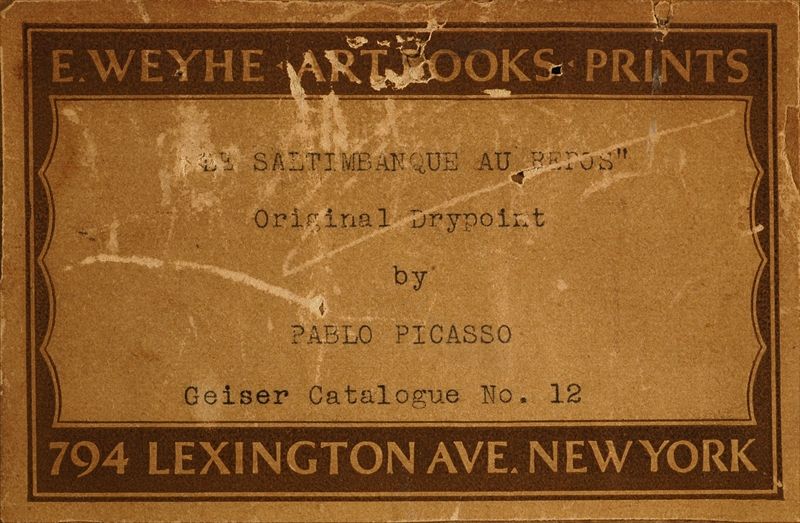 E. WEYHE · ART BOOKS · PRINTS
"LE SALTIMBANQUE AU REPOS"
Original Drypoint
by
PABLO PICASSO
Geiser Catalogue No. 12
794 LEXINGTON AVE. NEW YORK